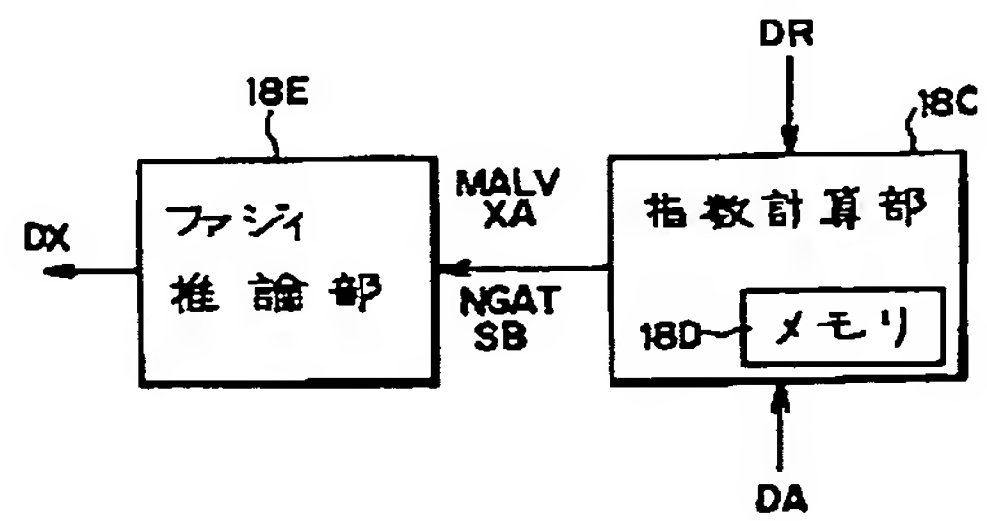 DR
18E
18C
ファジィ
推論部
MALV
XA
指数計算部
DX
NGAT
SB
18D
メモリ
DA